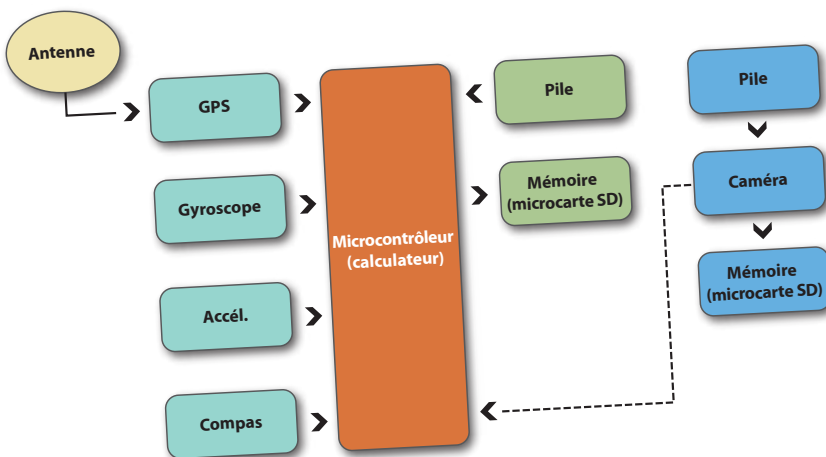 Antenne
GPS
Gyroscope
Accél.
Compas
Microcontrôleur
(calculateur)
Pile
Mémoire
(microcarte SD)
Pile
Caméra
Mémoire
(microcarte SD)